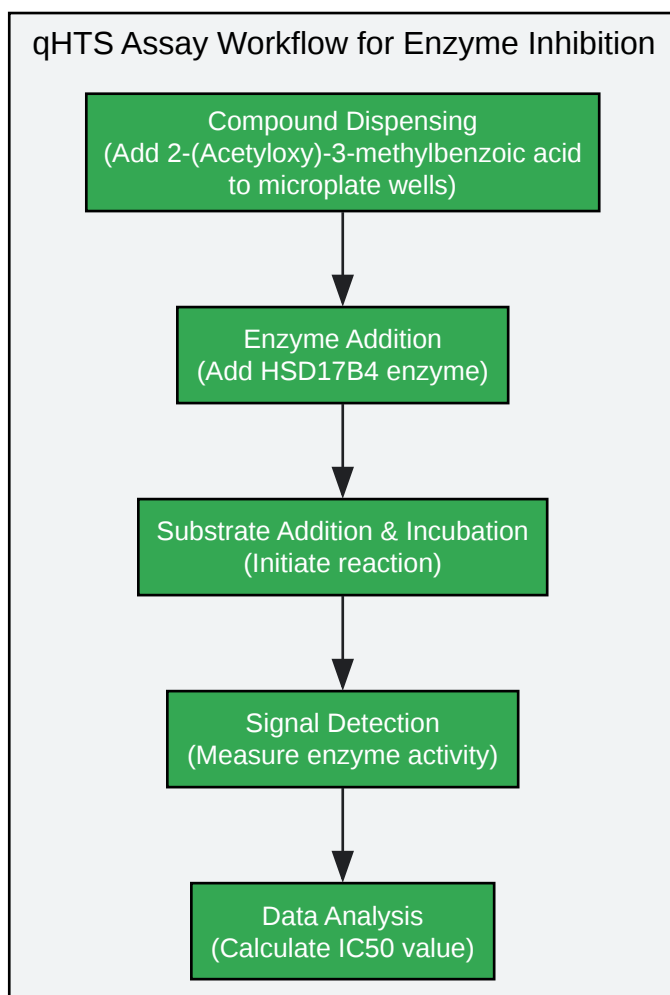 qHTS Assay Workflow for Enzyme Inhibition
Compound Dispensing
(Add 2-(Acetyloxy)-3-methylbenzoic acid
to microplate wells)
Enzyme Addition
(Add HSD17B4 enzyme)
Substrate Addition & Incubation
(Initiate reaction)
Signal Detection
(Measure enzyme activity)
Data Analysis
(Calculate IC50 value)